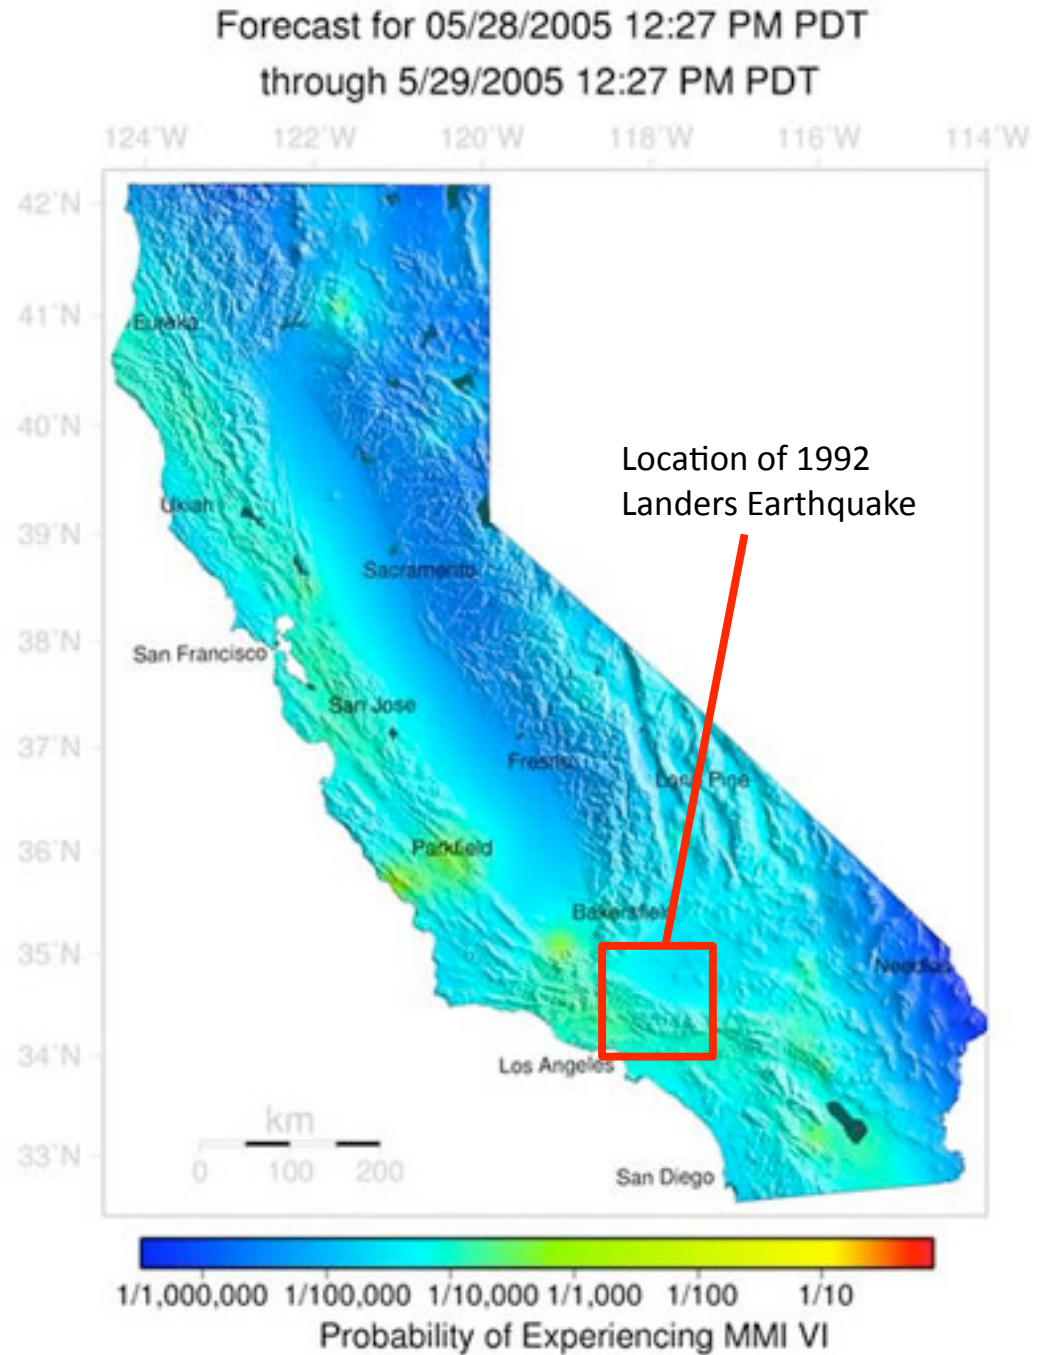 Forecast for 05/28/2005 12:27 PM PDT
through 5/29/2005 12:27 PM PDT
124˚W 122˚W 120˚W 118˚W 116˚W 114˚W
42˚N
41˚N
Eureka
40˚N
Location of 1992
Landers Earthquake
Ukiah
39˚N
Sacramento
38˚N
San Francisco
San Jose
37˚N
Fresno
Lone Pine
36˚N
Parkfield
Bakersfield
35˚N
Needles
34˚N
Los Angeles
km
33˚N
0 100 200
San Diego
1/1,000,000 1/100,000 1/10,000 1/1,000 1/100 1/10
Probability of Experiencing MMI VI